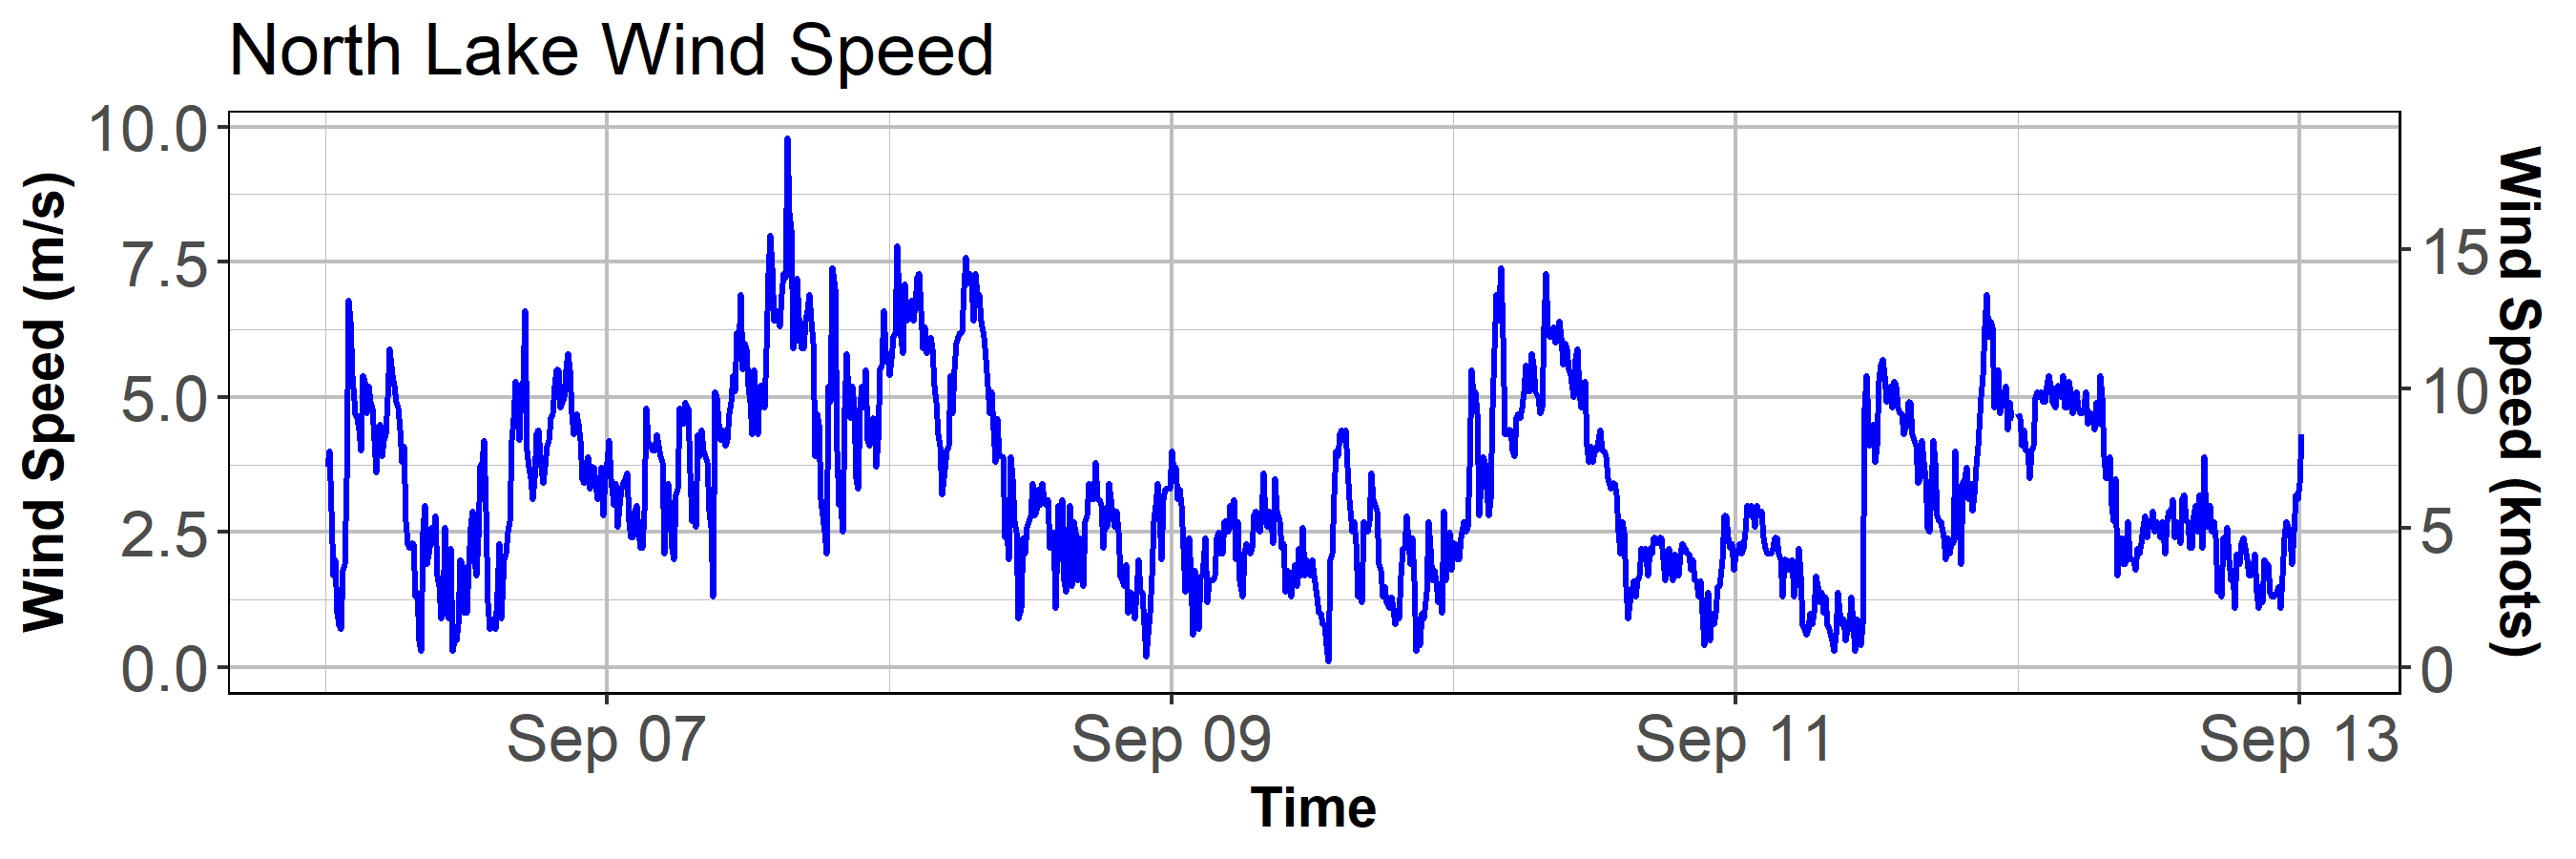 North Lake Wind Speed
Wind Speed (m/s)
10.0
7.5
5.0
2.5
0.0
15
10
5
0
Wind Speed (knots)
Sep 07
Sep 09
Sep 11
Sep 13
Time